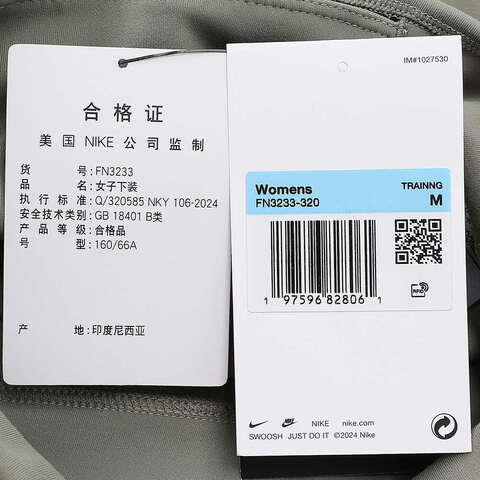 合格证
美国 NIKE 公司监制
货 号:FN3233
品 名:女子下装
执行标准:Q/320585 NKY 106-2024
安全技术类别:GB 18401 B类
产品等级:合格品
号 型:160/66A
产 地:印度尼西亚
IM#1027530
Womens TRAINNG
FN3233-320 M
1 97596 82806 1
RFID
NIKE nike.com
SWOOSH JUST DO IT ©2024 Nike